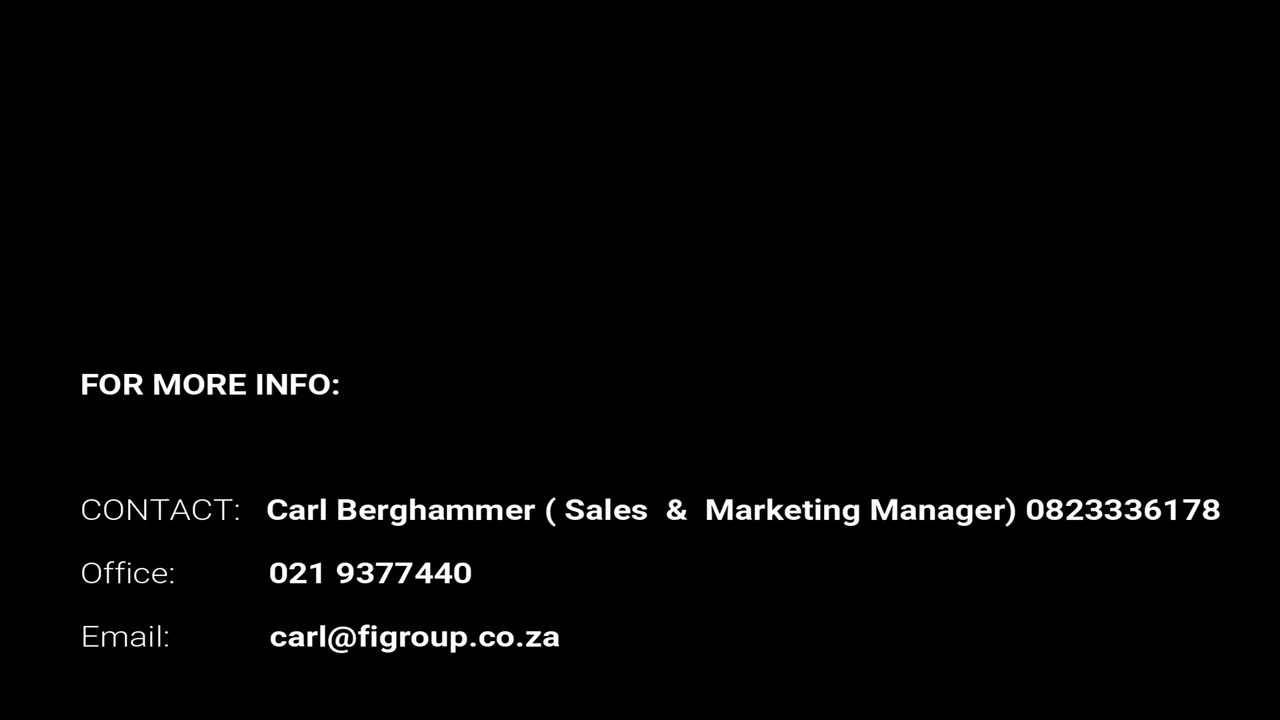 FOR MORE INFO:
CONTACT: Carl Berghammer ( Sales & Marketing Manager) 0823336178
Office: 021 9377440
Email: carl@figroup.co.za